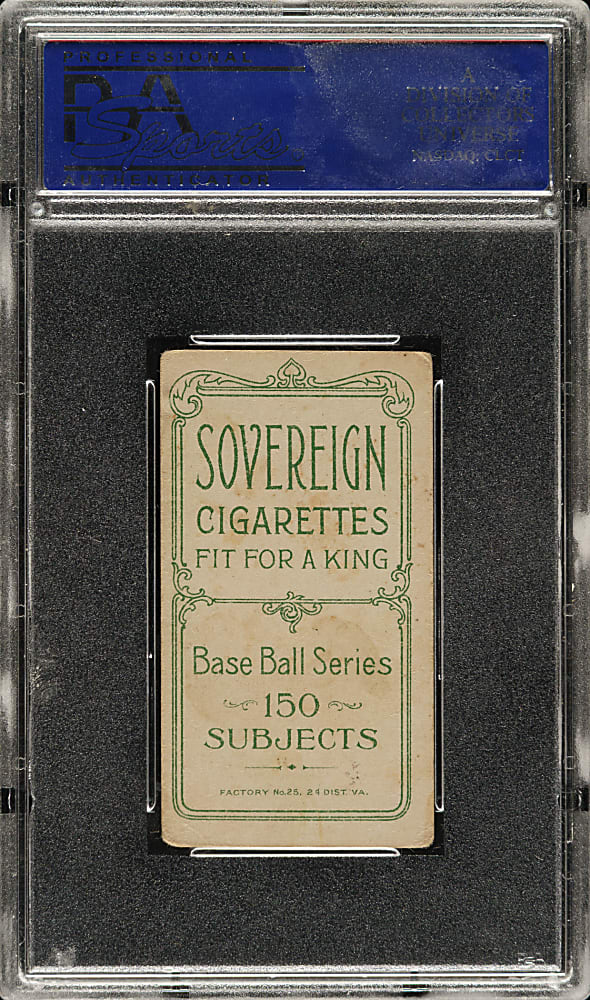 PROFESSIONAL
PSA
Sports
AUTHENTICATOR
A
DIVISION OF
COLLECTORS
UNIVERSE
NASDAQ: CLCT
SOVEREIGN
CIGARETTES
FIT FOR A KING
Base Ball Series
150
SUBJECTS
FACTORY No.25, 2d DIST. VA.
PSA